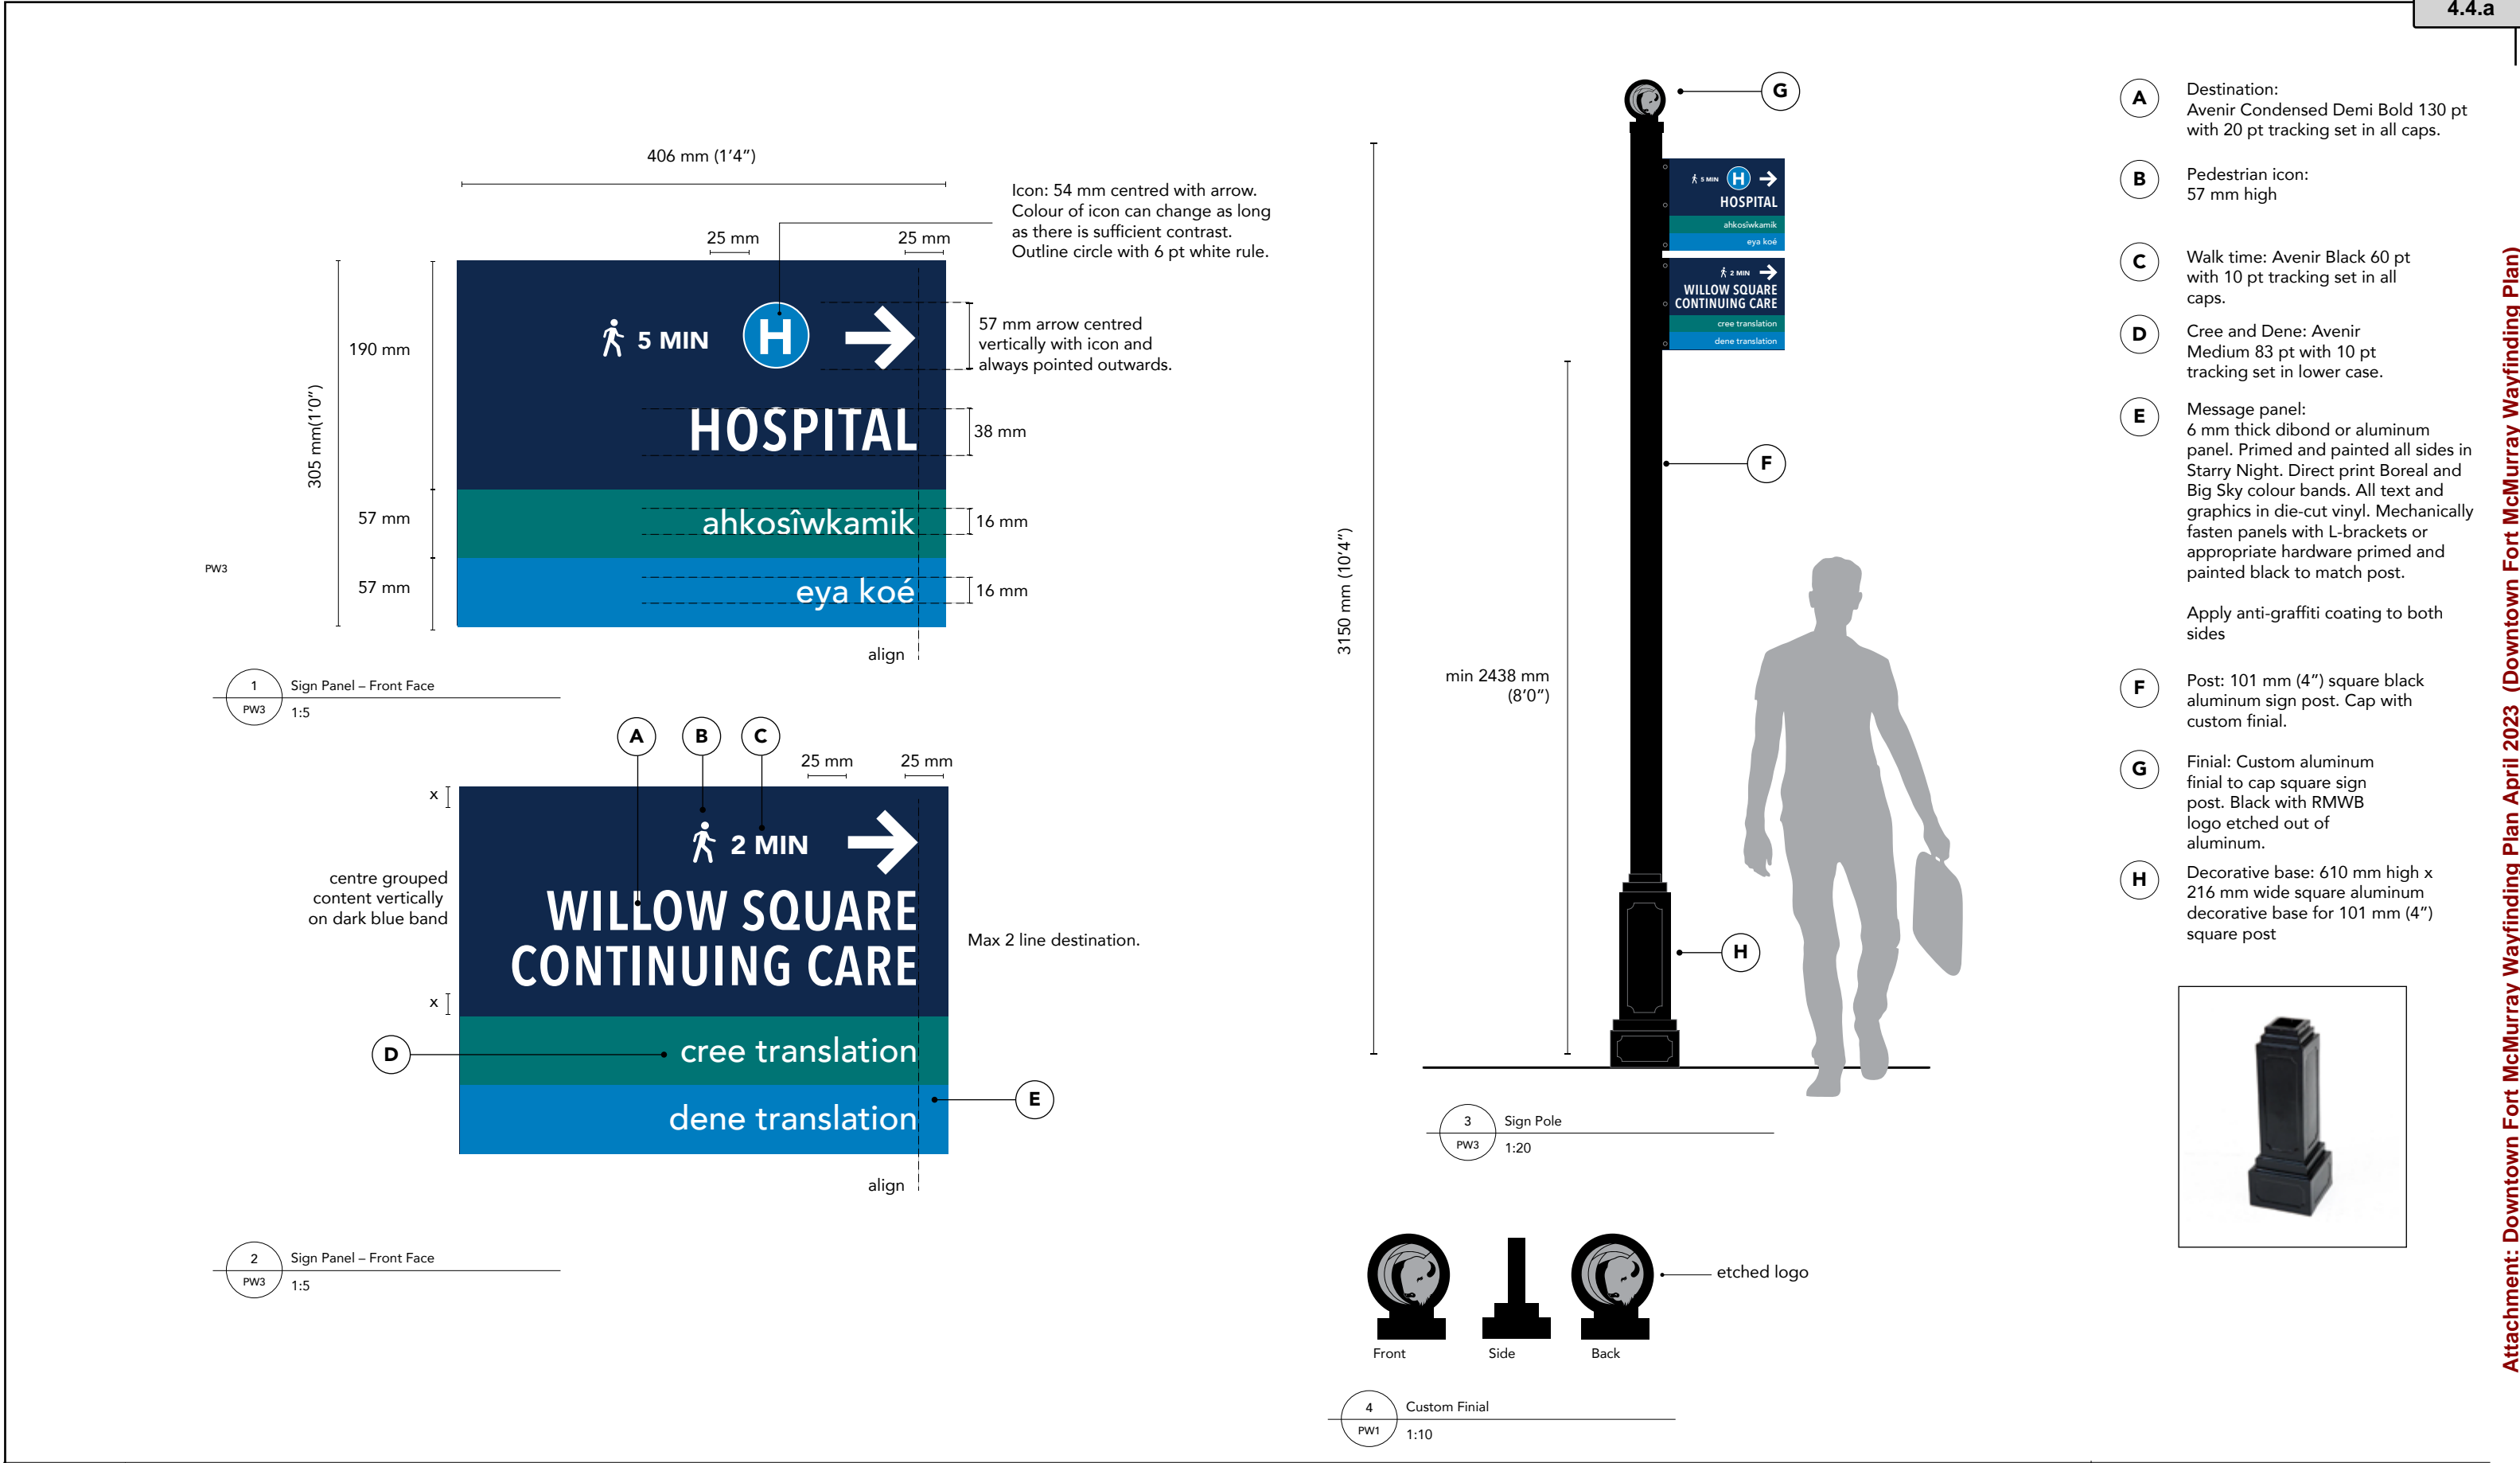 4.4.a
406 mm (1’4”)
Icon: 54 mm centred with arrow.
Colour of icon can change as long
as there is sufficient contrast.
Outline circle with 6 pt white rule.
25 mm
25 mm
305 mm(1’0”)
190 mm
57 mm
57 mm
5 MIN
H
HOSPITAL
ahkosîwkamik
eya koé
57 mm arrow centred
vertically with icon and
always pointed outwards.
38 mm
16 mm
16 mm
align
PW3
1
PW3
Sign Panel – Front Face
1:5
A
B
C
25 mm
25 mm
x
centre grouped
content vertically
on dark blue band
x
2 MIN
WILLOW SQUARE
CONTINUING CARE
cree translation
dene translation
Max 2 line destination.
D
E
align
2
PW3
Sign Panel – Front Face
1:5
G
5 MIN
H
HOSPITAL
ahkosîwkamik
eya koé
2 MIN
WILLOW SQUARE
CONTINUING CARE
cree translation
dene translation
F
3150 mm (10’4”)
min 2438 mm
(8’0”)
H
3
PW3
Sign Pole
1:20
etched logo
Front
Side
Back
4
PW1
Custom Finial
1:10
A
Destination:
Avenir Condensed Demi Bold 130 pt
with 20 pt tracking set in all caps.
B
Pedestrian icon:
57 mm high
C
Walk time: Avenir Black 60 pt
with 10 pt tracking set in all
caps.
D
Cree and Dene: Avenir
Medium 83 pt with 10 pt
tracking set in lower case.
E
Message panel:
6 mm thick dibond or aluminum
panel. Primed and painted all sides in
Starry Night. Direct print Boreal and
Big Sky colour bands. All text and
graphics in die-cut vinyl. Mechanically
fasten panels with L-brackets or
appropriate hardware primed and
painted black to match post.
Apply anti-graffiti coating to both
sides
F
Post: 101 mm (4”) square black
aluminum sign post. Cap with
custom finial.
G
Finial: Custom aluminum
finial to cap square sign
post. Black with RMWB
logo etched out of
aluminum.
H
Decorative base: 610 mm high x
216 mm wide square aluminum
decorative base for 101 mm (4”)
square post
Attachment: Downtown Fort McMurray Wayfinding Plan April 2023 (Downtown Fort McMurray Wayfinding Plan)